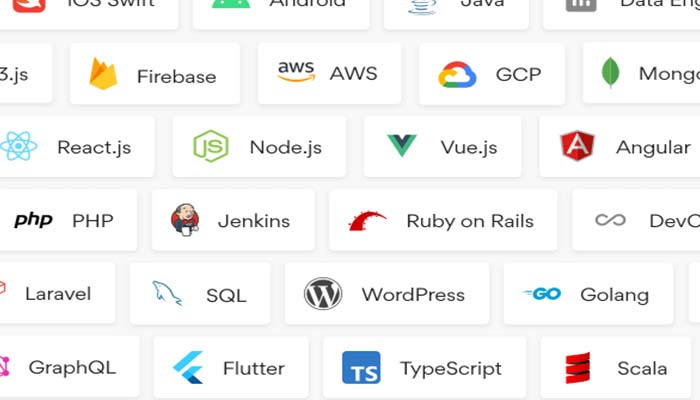 iOS Swift Android Java Data Eng
3.js Firebase aws AWS GCP Mongo
React.js JS Node.js Vue.js A Angular
php PHP Jenkins Ruby on Rails DevO
Laravel SQL W WordPress GO Golang
GraphQL Flutter TS TypeScript Scala